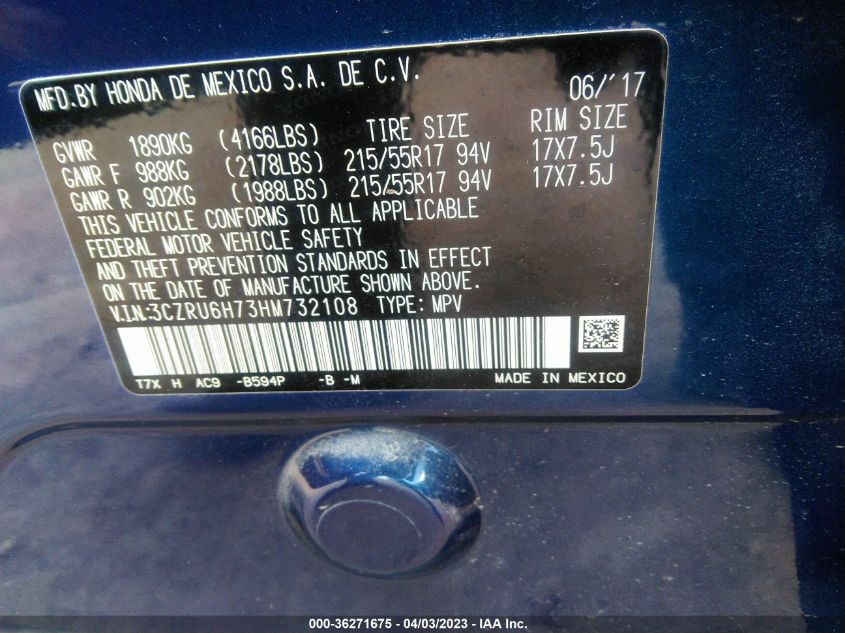 MFD.BY HONDA DE MEXICO S.A. DE C.V. 06/'17
GVWR 1890KG (4166LBS) TIRE SIZE RIM SIZE
GAWR F 988KG (2178LBS) 215/55R17 94V 17X7.5J
GAWR R 902KG (1988LBS) 215/55R17 94V 17X7.5J
THIS VEHICLE CONFORMS TO ALL APPLICABLE
FEDERAL MOTOR VEHICLE SAFETY
AND THEFT PREVENTION STANDARDS IN EFFECT
ON THE DATE OF MANUFACTURE SHOWN ABOVE.
V.I.N:3CZRU6H73HM732108 TYPE: MPV
T7X H AC9 -B594P -B -M MADE IN MEXICO
000-36271675 - 04/03/2023 - IAA Inc.